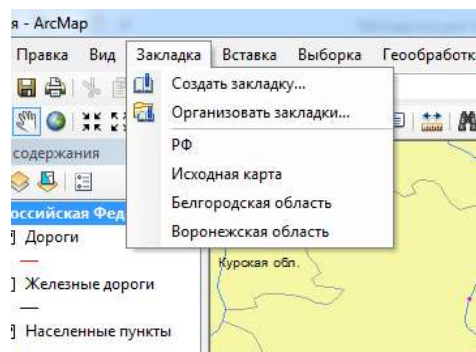 я - ArcMap
Правка Вид Закладка Вставка Выборка Геообработк
Создать закладку...
Организовать закладки...
содержания
РФ
Исходная карта
Белгородская область
Воронежская область
оссийская Фед
Дороги
Курская обл.
Железные дороги
Населенные пункты